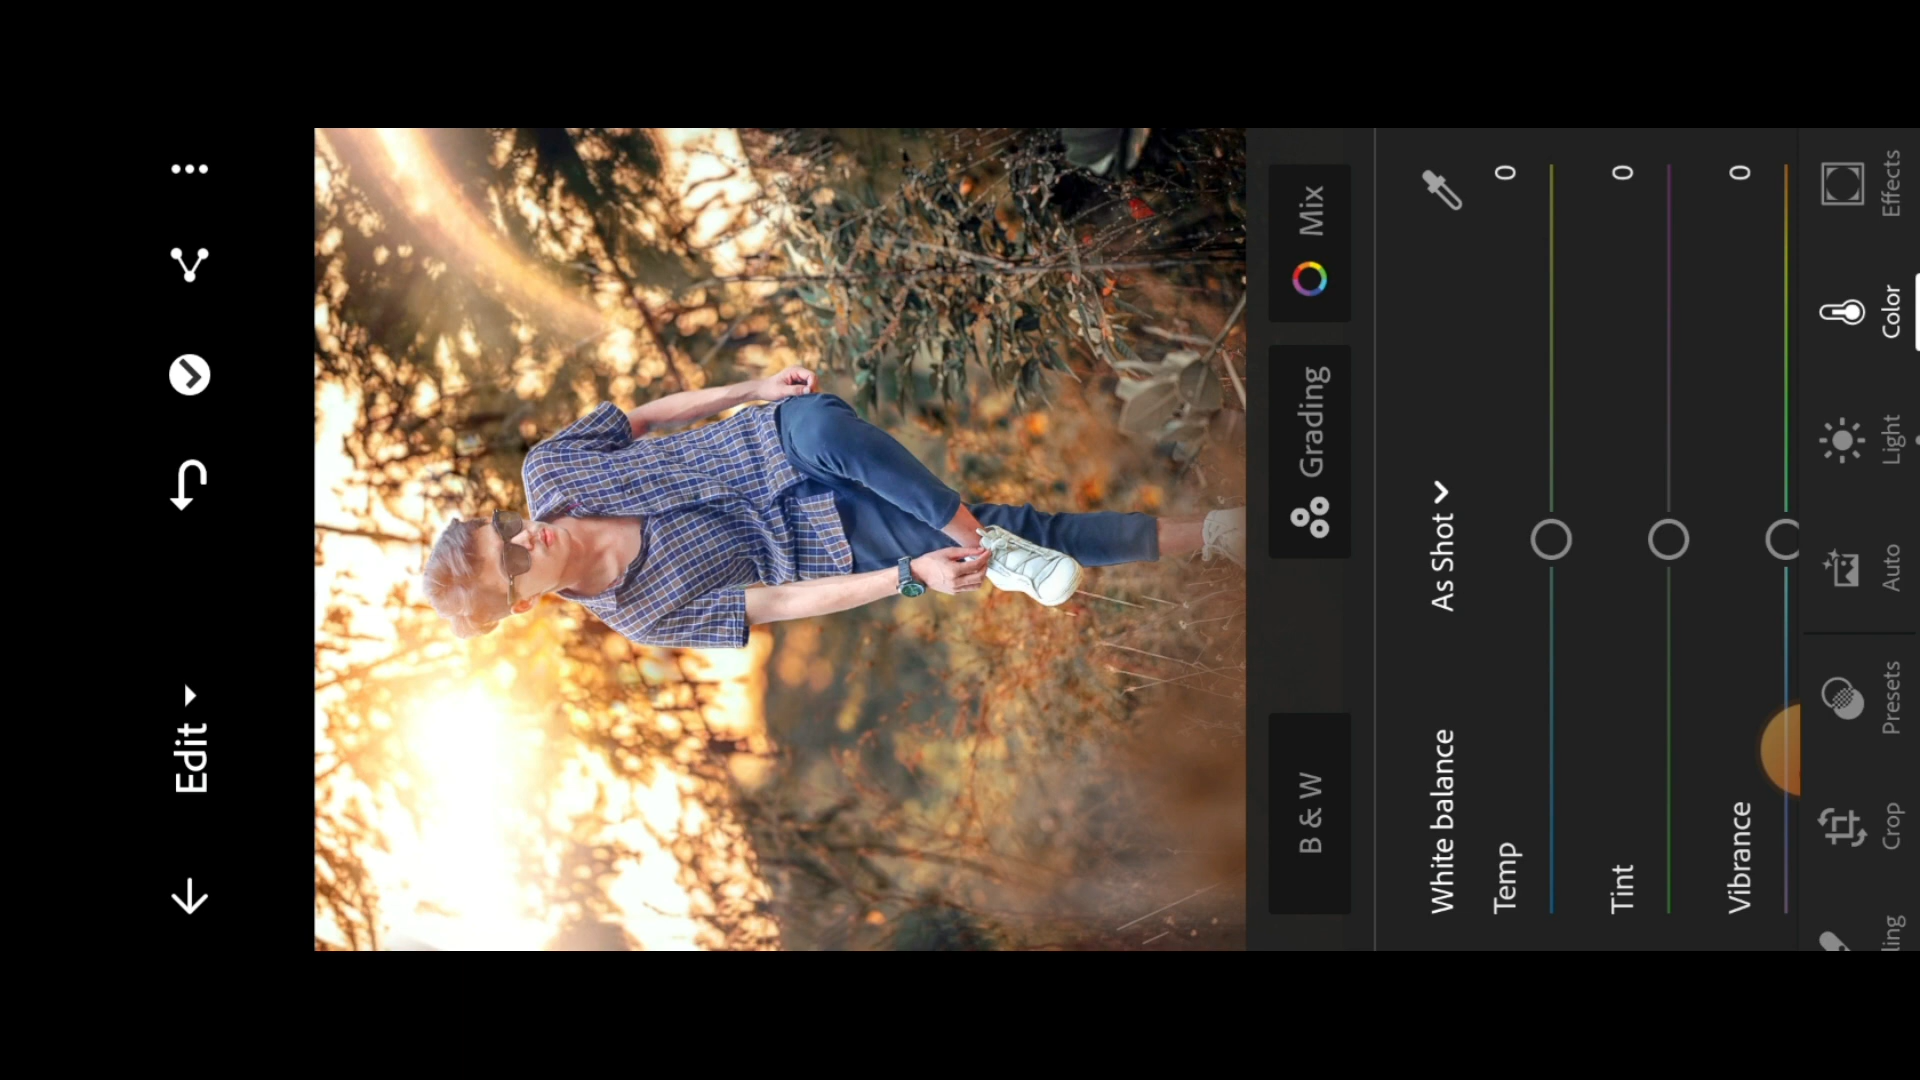 Edit
B & W
Grading
Mix
White balance
As Shot
Temp
0
Tint
0
Vibrance
0
ling
Crop
Presets
Auto
Light
Color
Effects